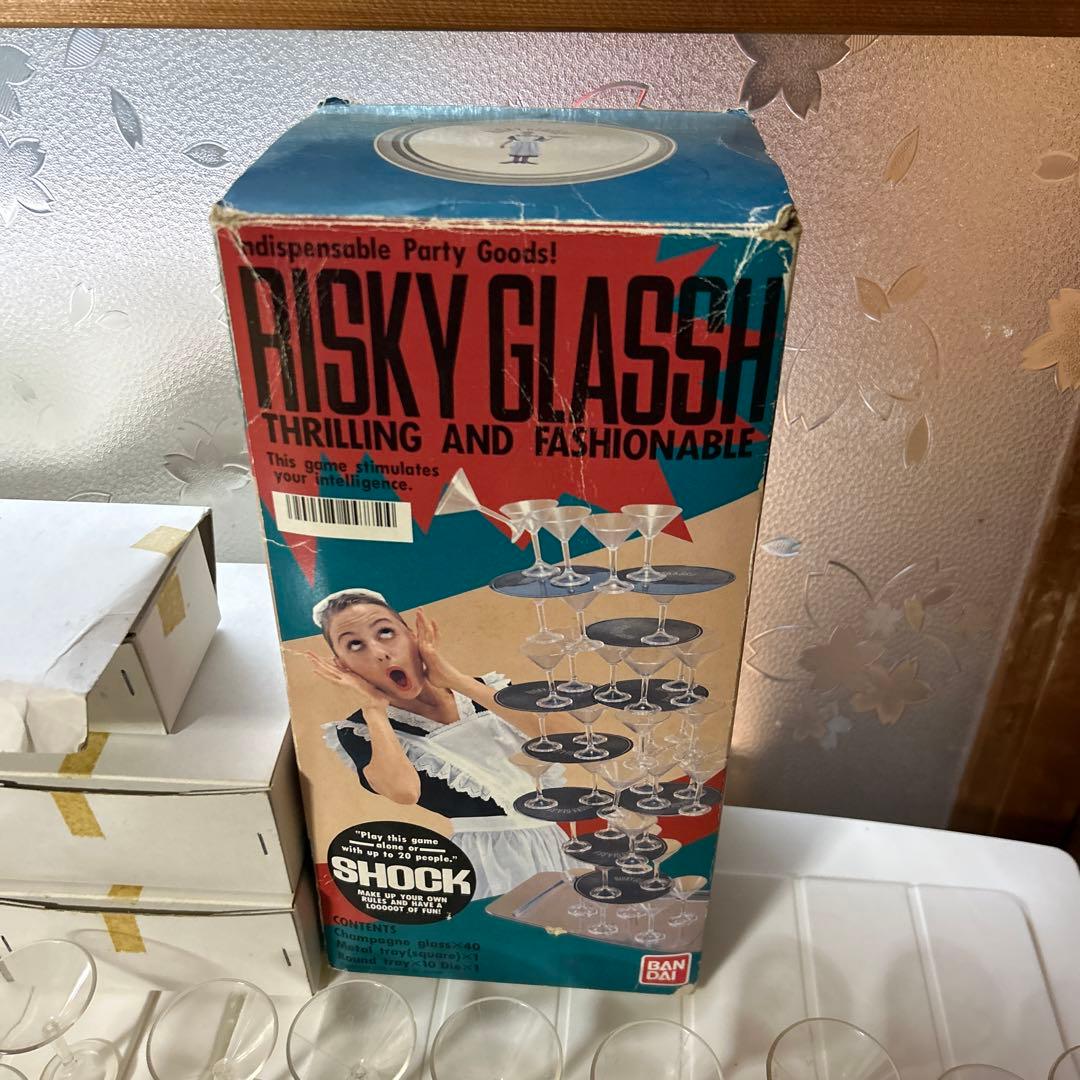 ndispensable Party Goods!
RISKY GLASSH
THRILLING AND FASHIONABLE
This game stimulates
your intelligence.
"Play this game
alone or
with up to 20 people."
SHOCK
MAKE UP YOUR OWN
RULES AND HAVE A
LOOOOOT OF FUN!
CONTENTS
Champagne glass×40
Metal tray(square)×1
Round tray×10 Die×1
BAN
DAI